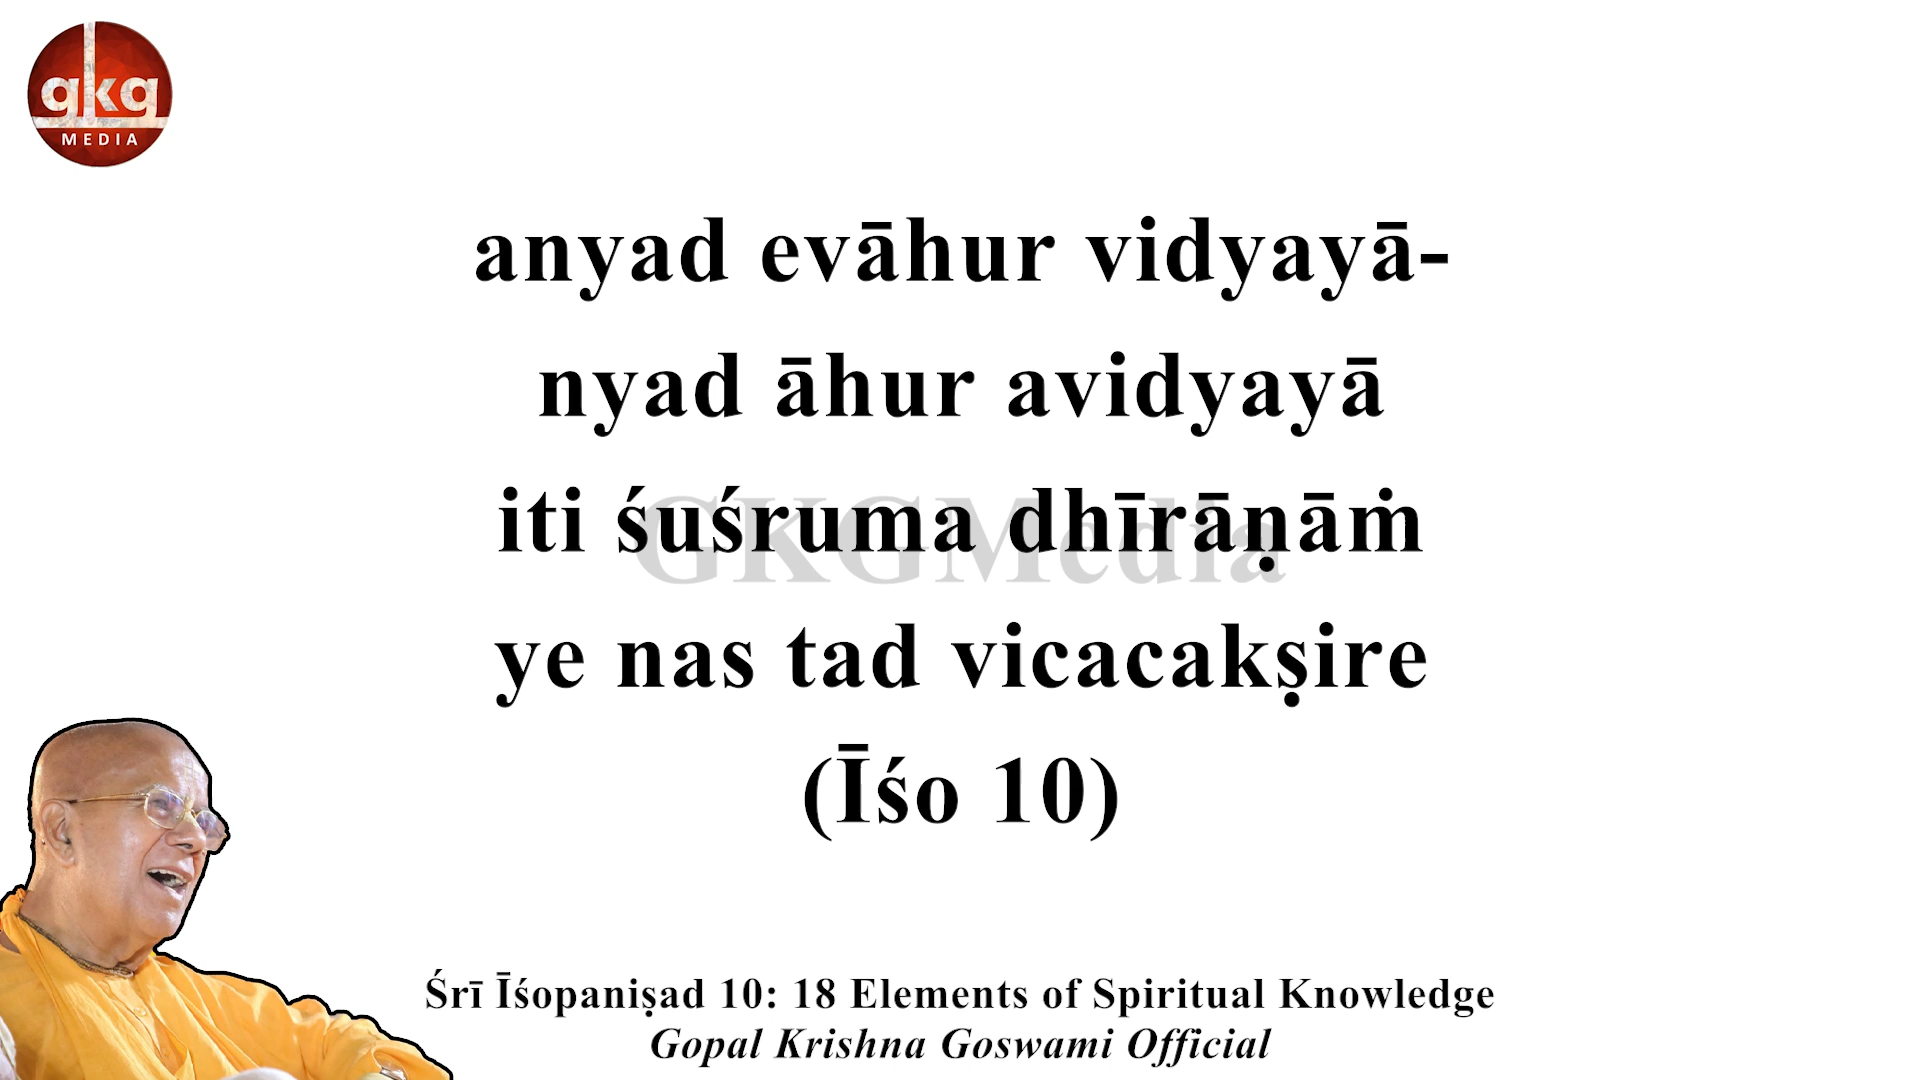 gkg
MEDIA
anyad evāhur vidyayā-
nyad āhur avidyayā
iti śuśruma dhīrāṇāṁ
GKGMedia
ye nas tad vicacakṣire
(Īśo 10)
Śrī Īśopaniṣad 10: 18 Elements of Spiritual Knowledge
Gopal Krishna Goswami Official